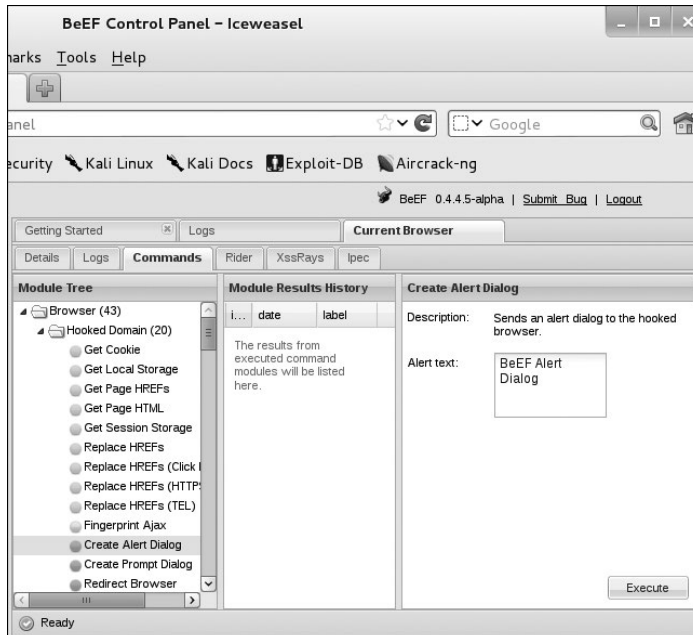 BeEF Control Panel - Iceweasel
Tools Help
Google
Kali Linux Kali Docs Exploit-DB Aircrack-ng
BeEF 0.4.4.5-alpha | Submit Bug | Logout
Getting Started Logs Current Browser
Details Logs Commands Rider XssRays Ipec
Module Tree
Browser (43)
Hooked Domain (20)
Get Cookie
Get Local Storage
Get Page HREFs
Get Page HTML
Get Session Storage
Replace HREFs
Replace HREFs (Click
Replace HREFs (HTTPS
Replace HREFs (TEL)
Fingerprint Ajax
Create Alert Dialog
Create Prompt Dialog
Redirect Browser
Module Results History
i... date label
The results from
executed command
modules will be listed
here.
Create Alert Dialog
Description: Sends an alert dialog to the hooked
browser.
Alert text: BeEF Alert
Dialog
Execute
Ready